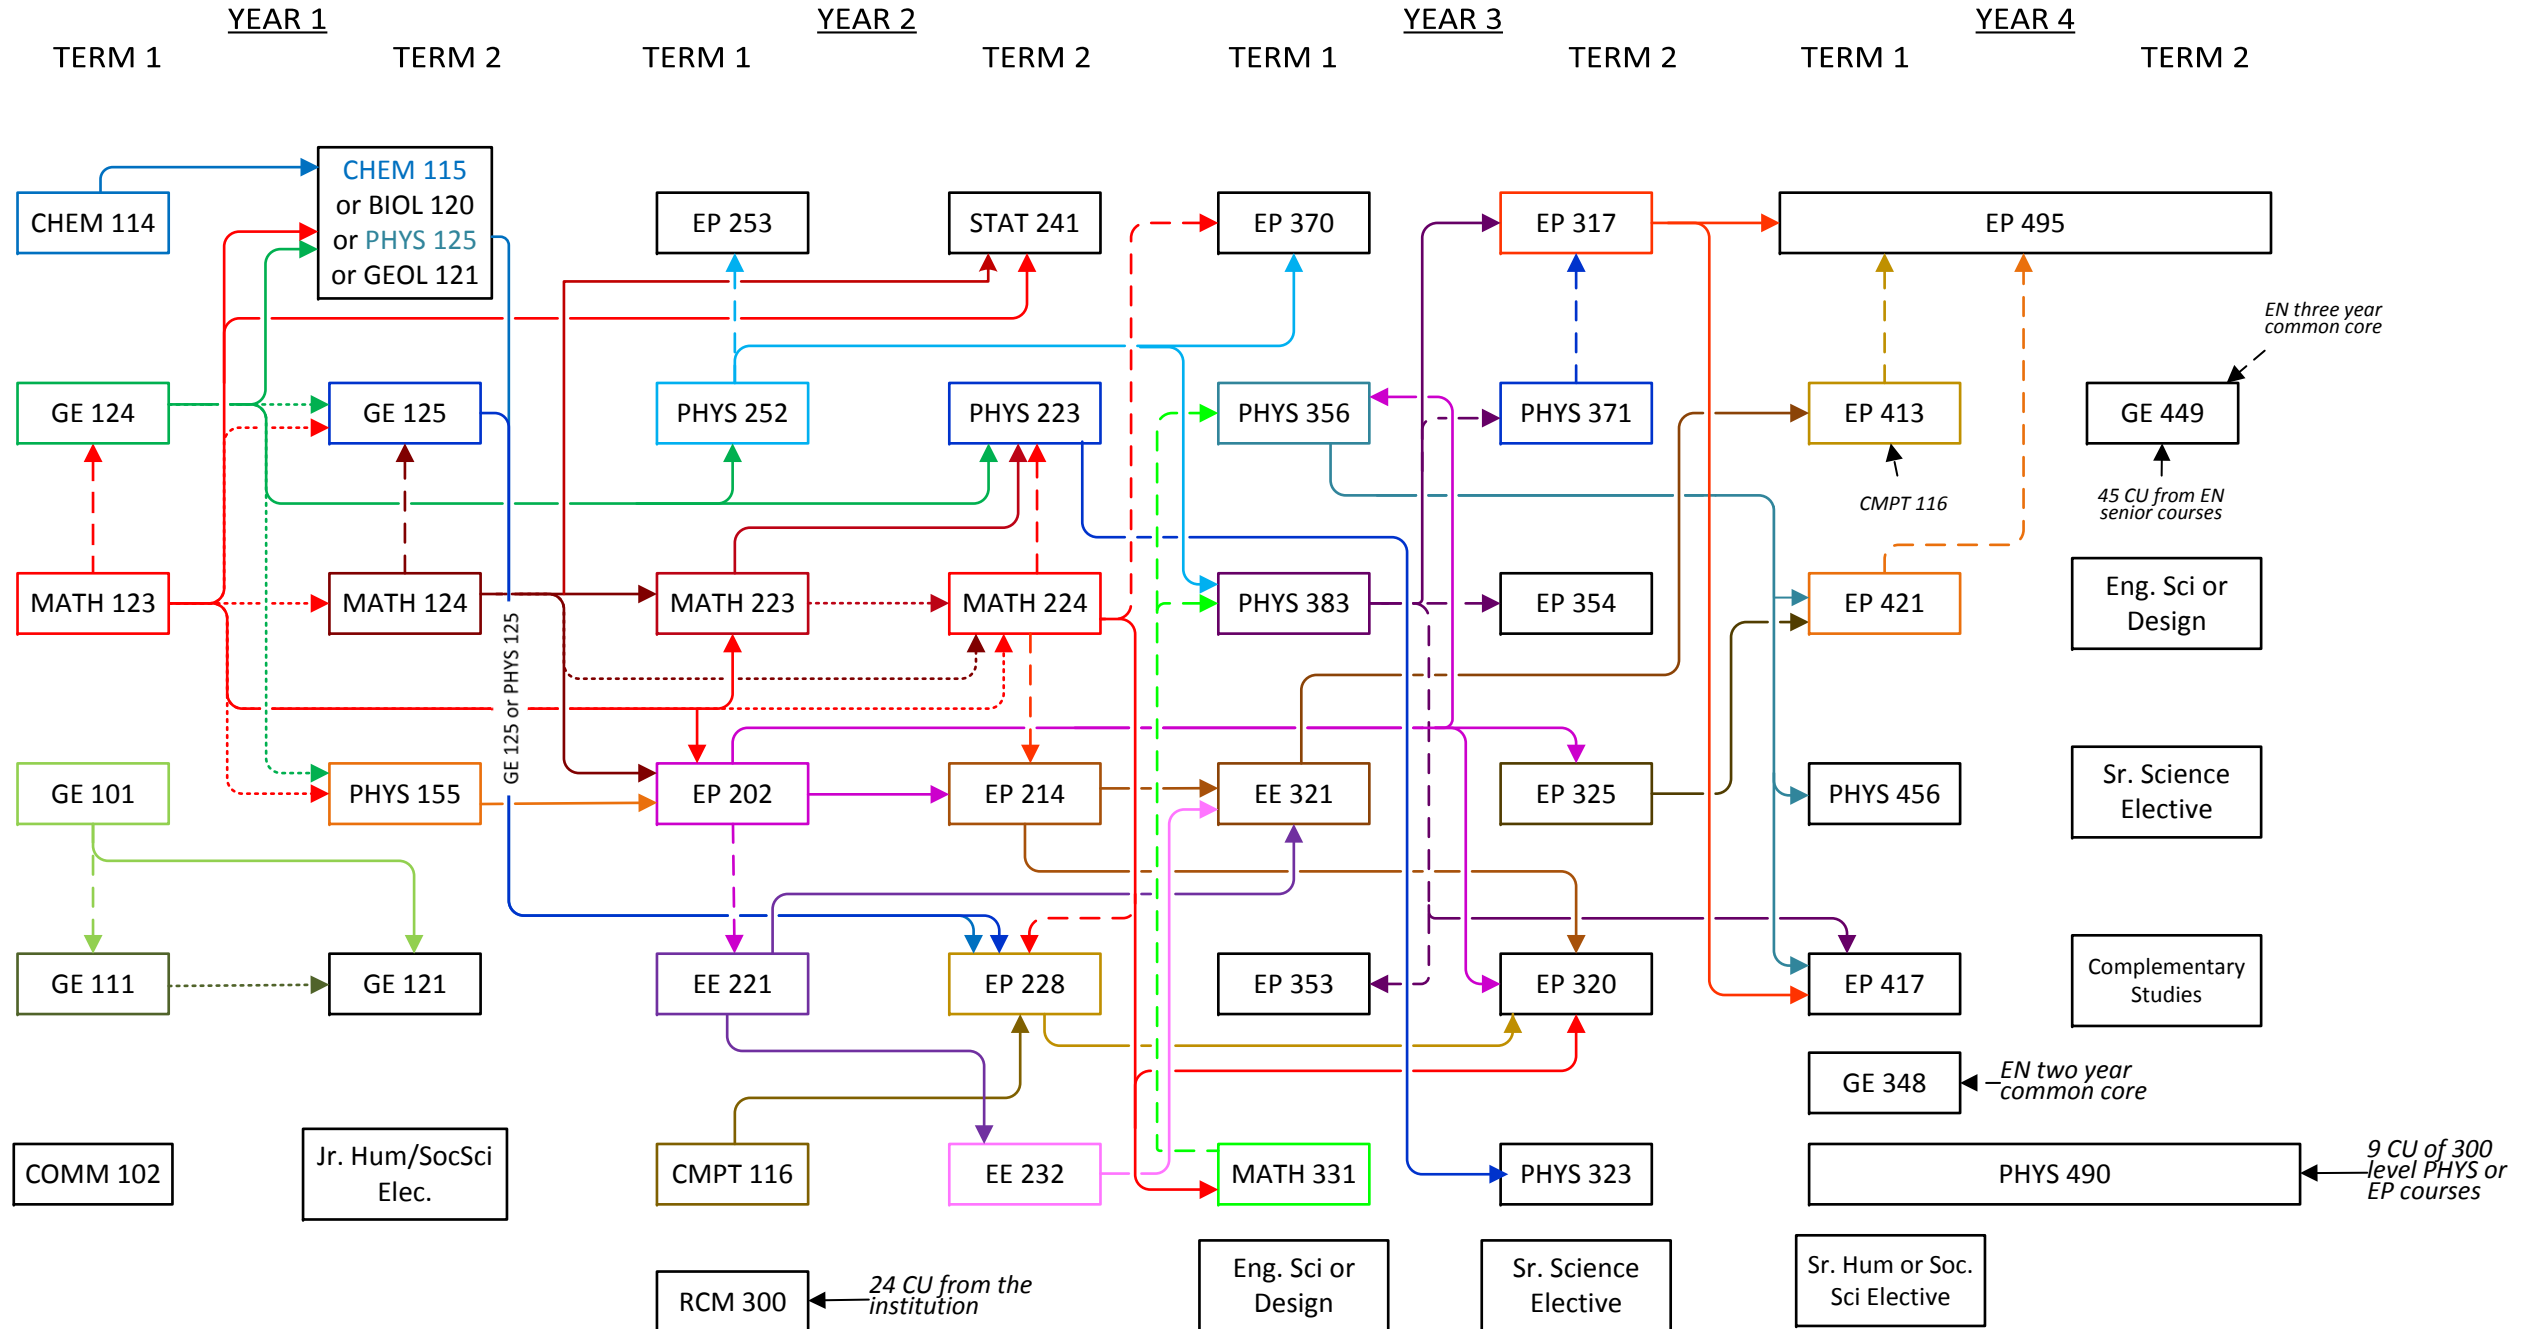 YEAR 1
YEAR 2
YEAR 3
YEAR 4
TERM 1
TERM 2
TERM 1
TERM 2
TERM 1
TERM 2
TERM 1
TERM 2
CHEM 114
CHEM 115
or BIOL 120
or PHYS 125
or GEOL 121
EP 253
STAT 241
EP 370
EP 317
EP 495
EN three year
common core
GE 124
GE 125
PHYS 252
PHYS 223
PHYS 356
PHYS 371
EP 413
GE 449
CMPT 116
45 CU from EN
senior courses
MATH 123
MATH 124
MATH 223
MATH 224
PHYS 383
EP 354
EP 421
Eng. Sci or
Design
GE 125 or PHYS 125
GE 101
PHYS 155
EP 202
EP 214
EE 321
EP 325
PHYS 456
Sr. Science
Elective
GE 111
GE 121
EE 221
EP 228
EP 353
EP 320
EP 417
Complementary
Studies
GE 348
EN two year
common core
COMM 102
Jr. Hum/SocSci
Elec.
CMPT 116
EE 232
MATH 331
PHYS 323
PHYS 490
9 CU of 300
level PHYS or
EP courses
RCM 300
24 CU from the
institution
Eng. Sci or
Design
Sr. Science
Elective
Sr. Hum or Soc.
Sci Elective